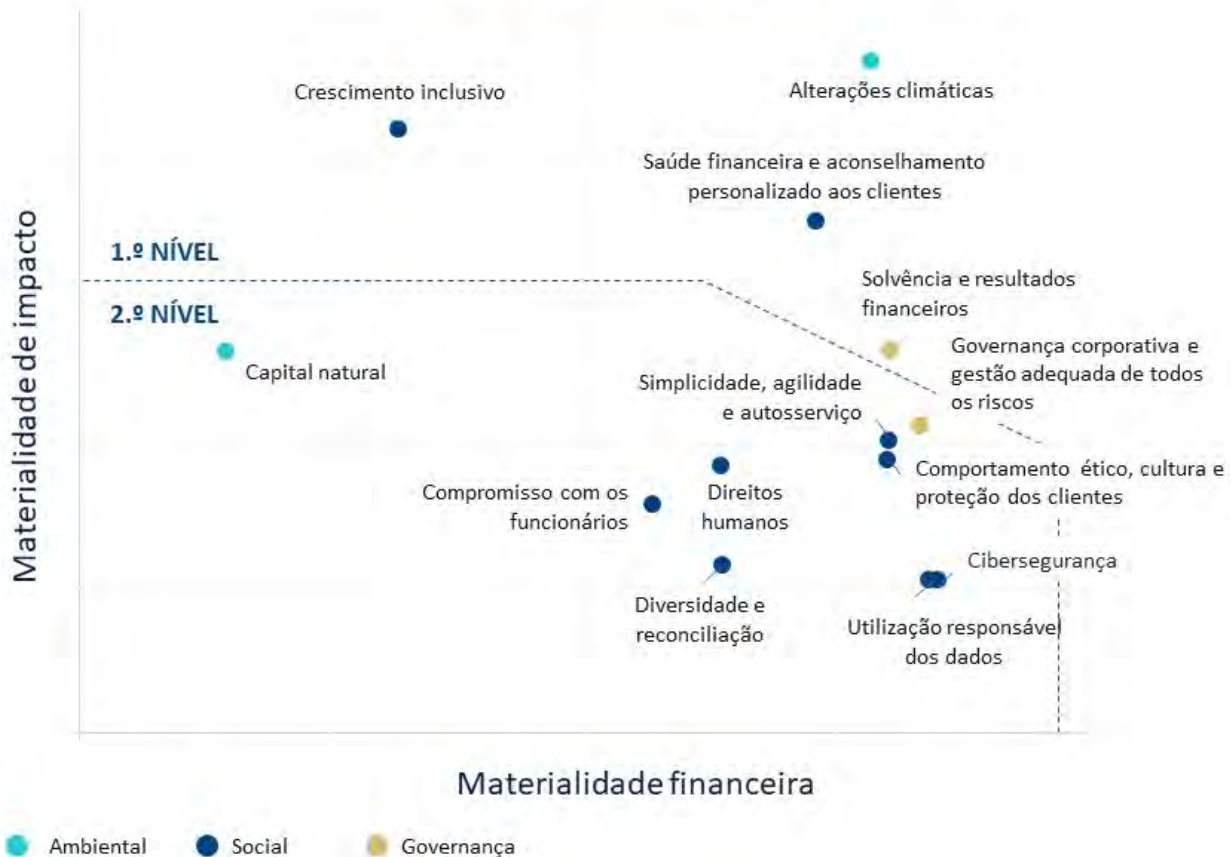 Crescimento inclusivo
Alterações climáticas
Saúde financeira e aconselhamento
personalizado aos clientes
Materialidade de impacto
1.º NÍVEL
2.º NÍVEL
Solvência e resultados
financeiros
Governança corporativa e
gestão adequada de todos
os riscos
Capital natural
Simplicidade, agilidade
e autosserviço
Comportamento ético, cultura e
proteção dos clientes
Compromisso com os
funcionários
Direitos
humanos
Cibersegurança
Diversidade e
reconciliação
Utilização responsável
dos dados
Materialidade financeira
Ambiental
Social
Governança